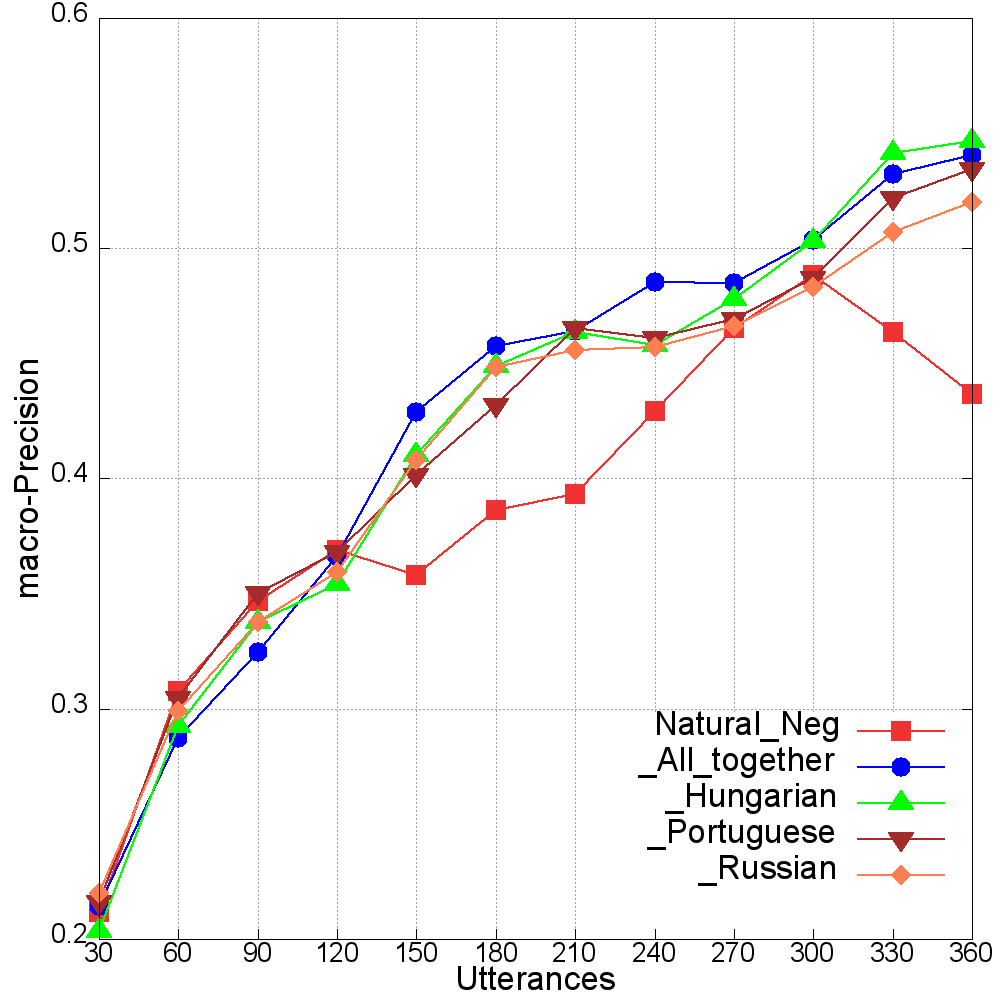 0.6
0.5
0.4
0.3
0.2
macro-Precision
Natural_Neg
_All_together
_Hungarian
_Portuguese
_Russian
30 60 90 120 150 180 210 240 270 300 330 360
Utterances